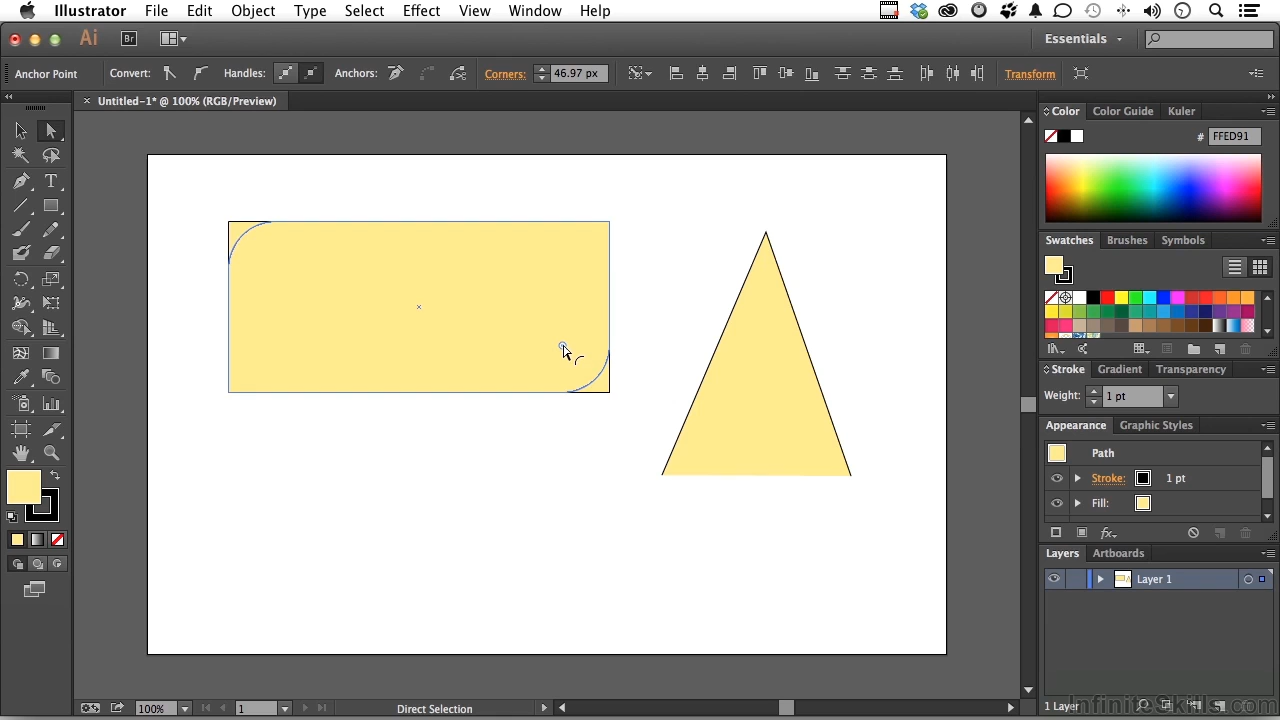 Illustrator File Edit Object Type Select Effect View Window Help
Ai Br Essentials
Anchor Point Convert: Handles: Anchors: Corners: 46.97 px Transform
× Untitled-1* @ 100% (RGB/Preview)
Color Color Guide Kuler
# FFED91
Swatches Brushes Symbols
Stroke Gradient Transparency
Weight: 1 pt
Appearance Graphic Styles
Path
Stroke: 1 pt
Fill:
fx
Layers Artboards
Layer 1
1 Layer
100% 1 Direct Selection
InfiniteSkills.com